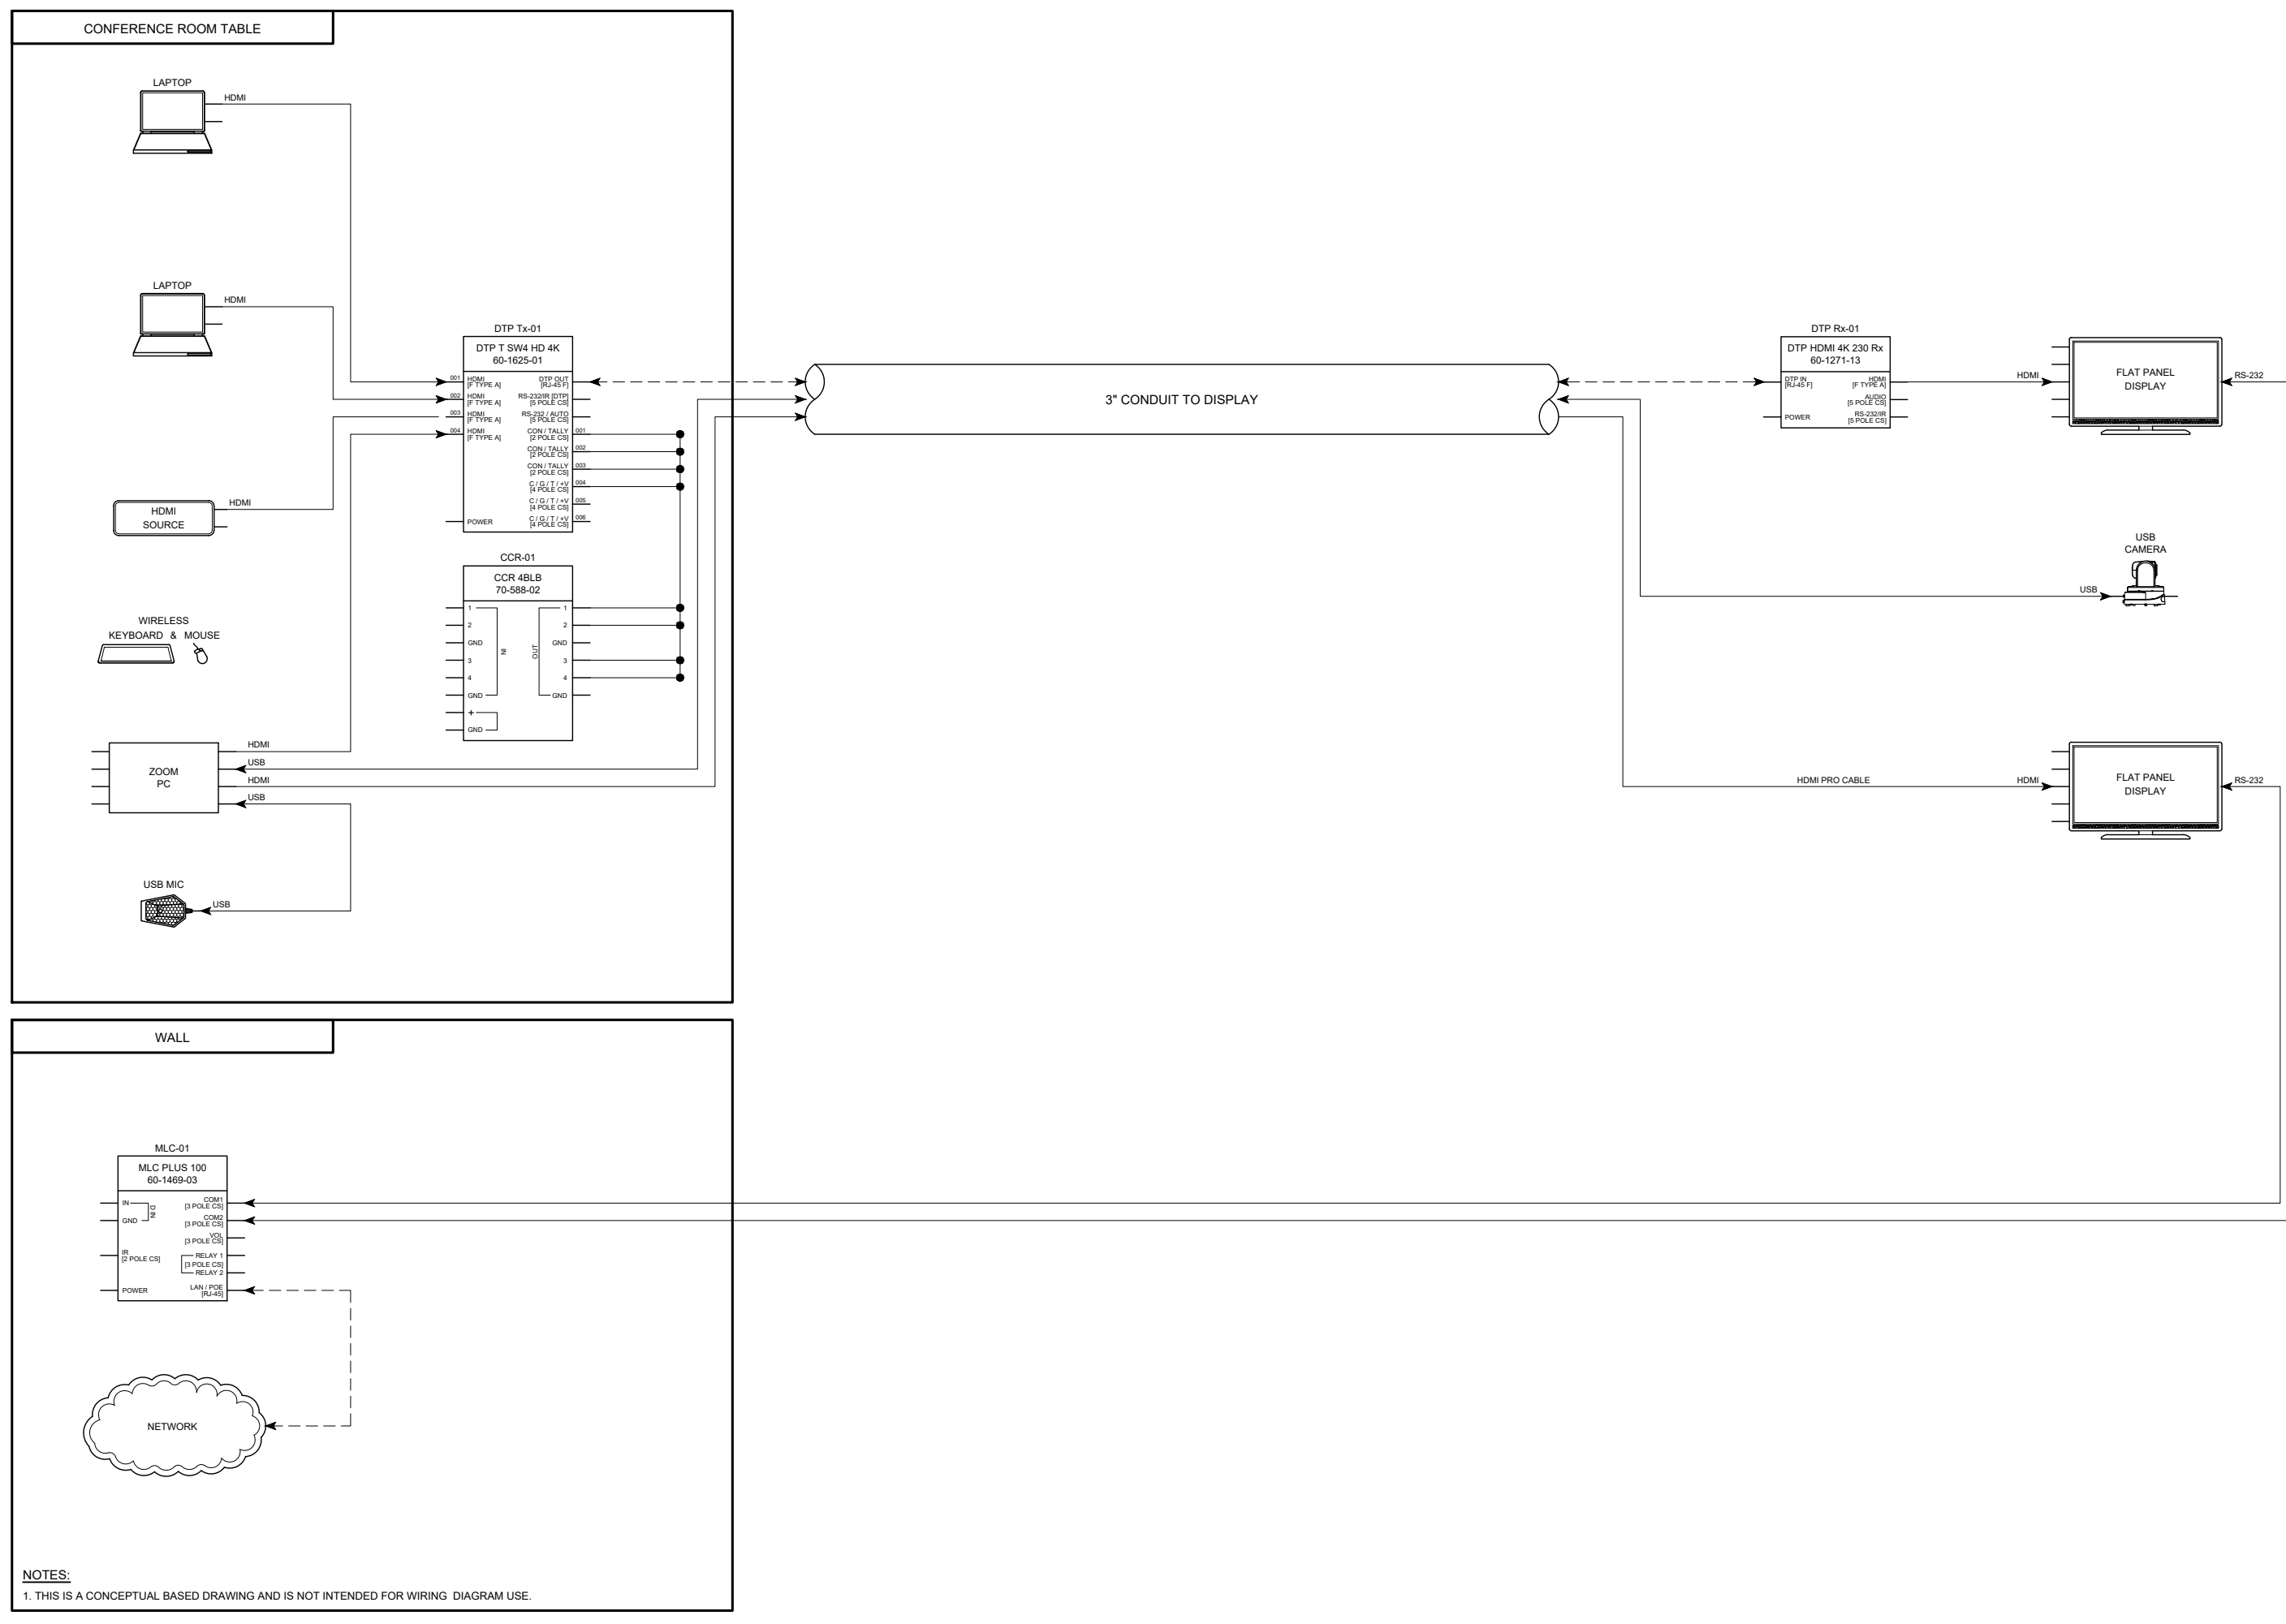 CONFERENCE ROOM TABLE
LAPTOP
HDMI
LAPTOP
HDMI
DTP Tx-01
DTP T SW4 HD 4K
60-1625-01
001 HDMI
[F TYPE A]
002 HDMI
[F TYPE A]
003 HDMI
[F TYPE A]
004 HDMI
[F TYPE A]
POWER
DTP OUT
[RJ-45 F]
RS-232/IR [DTP]
[5 POLE CS]
RS-232 / AUTO
[5 POLE CS]
CON / TALLY 001
[2 POLE CS]
CON / TALLY 002
[2 POLE CS]
CON / TALLY 003
[2 POLE CS]
C / G / T / +V 004
[4 POLE CS]
C / G / T / +V 005
[4 POLE CS]
C / G / T / +V 006
[4 POLE CS]
HDMI
SOURCE
HDMI
CCR-01
CCR 4BLB
70-588-02
1
2
GND
3
4
GND
IN
+
GND
OUT
1
2
GND
3
4
GND
WIRELESS
KEYBOARD & MOUSE
ZOOM
PC
HDMI
USB
HDMI
USB
USB MIC
USB
3" CONDUIT TO DISPLAY
DTP Rx-01
DTP HDMI 4K 230 Rx
60-1271-13
DTP IN
[RJ-45 F]
POWER
HDMI
[F TYPE A]
AUDIO
[5 POLE CS]
RS-232/IR
[5 POLE CS]
HDMI
FLAT PANEL
DISPLAY
RS-232
USB
CAMERA
USB
HDMI PRO CABLE
HDMI
FLAT PANEL
DISPLAY
RS-232
WALL
MLC-01
MLC PLUS 100
60-1469-03
IN
GND
D IN
IR
[2 POLE CS]
POWER
COM1
[3 POLE CS]
COM2
[3 POLE CS]
VOL
[3 POLE CS]
RELAY 1
[3 POLE CS]
RELAY 2
LAN / POE
[RJ-45]
NETWORK
NOTES:
1. THIS IS A CONCEPTUAL BASED DRAWING AND IS NOT INTENDED FOR WIRING DIAGRAM USE.